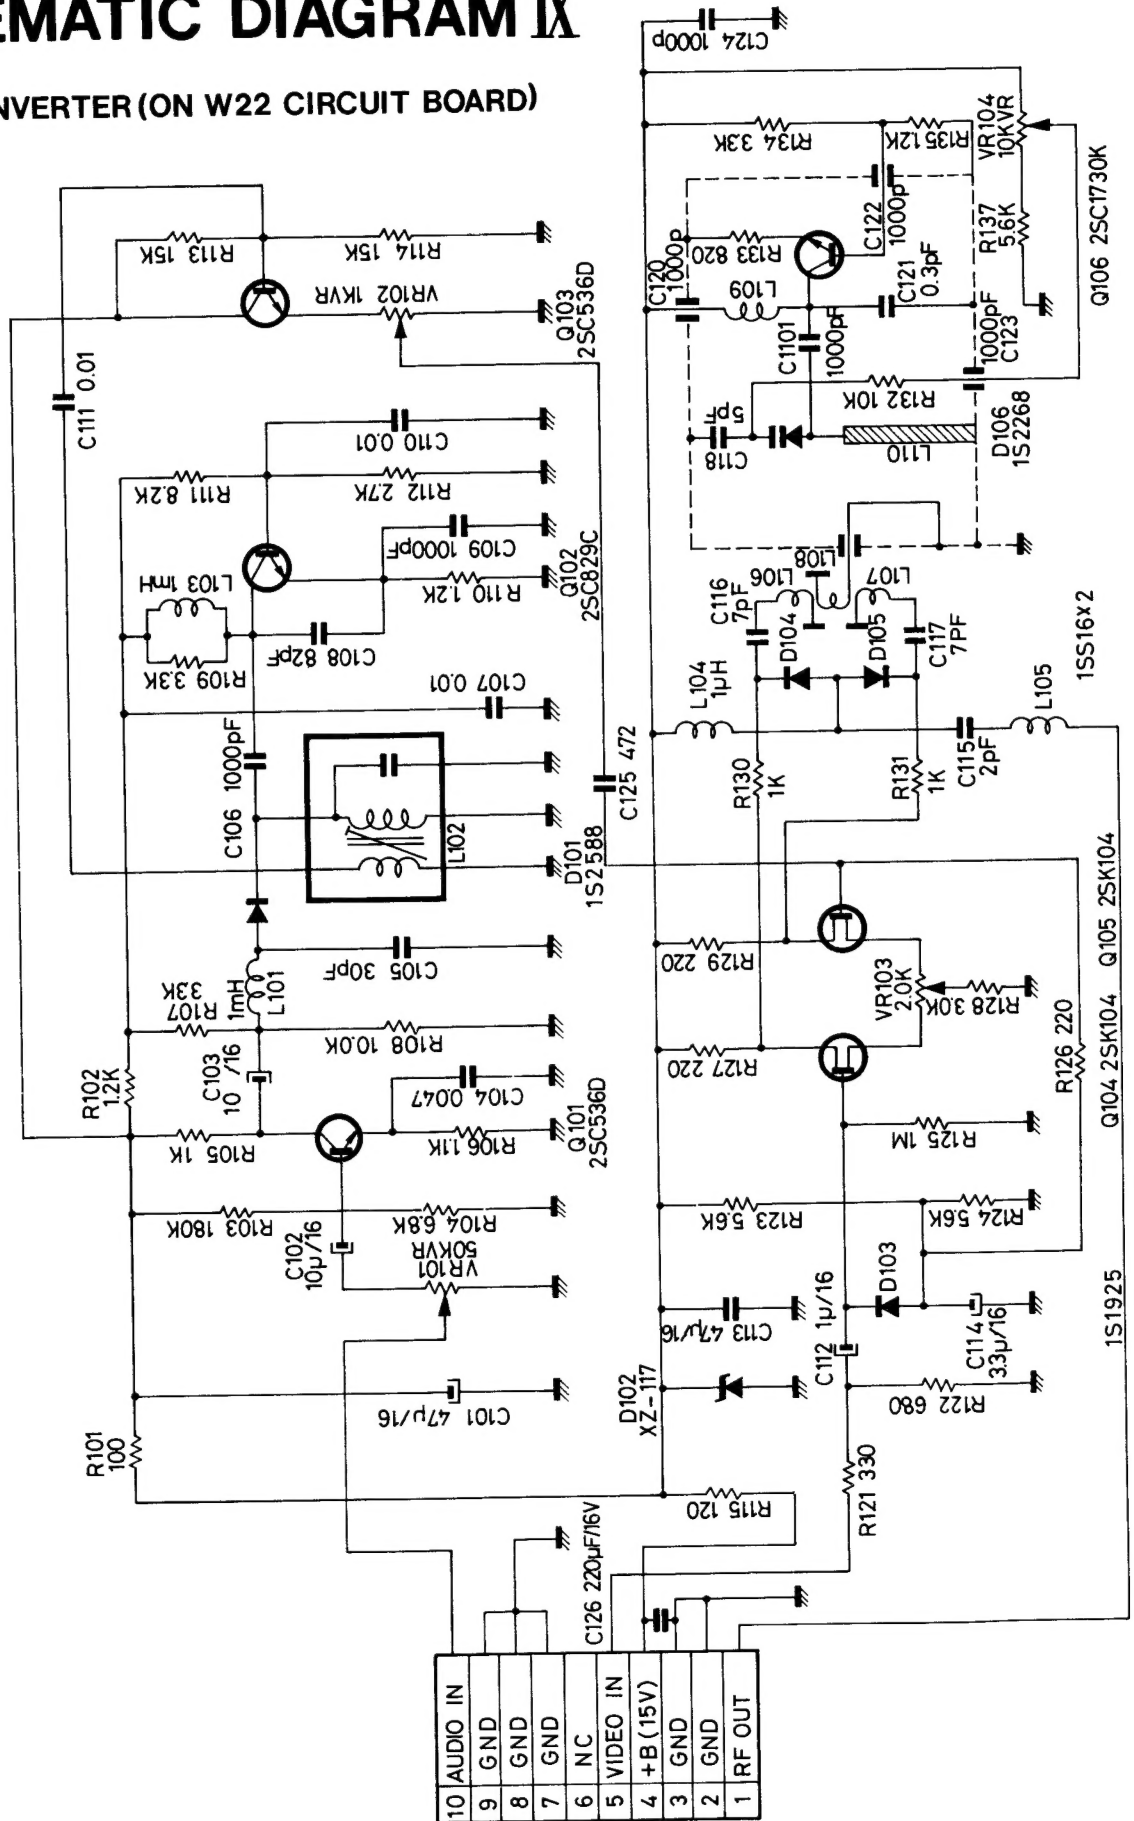 EMATIC DIAGRAM IX
NVERTER (ON W22 CIRCUIT BOARD)
C124 1000p
R134 3.3K
R135 1.2K
VR104
10KVR
C120
1000p
R133 820
C122
1000p
R137
5.6K
Q106 2SC1730K
L109
C121
0.3pF
C1101
1000pF
1000pF
C123
R132 10K
5pF
C118
L110
D106
1S2268
R113 15K
R114 15K
VR102 1KVR
Q103
2SC536D
C111 0.01
C110 0.01
R111 8.2K
R112 2.7K
C109 1000pF
R110 1.2K
Q102
2SC829C
L103 1mH
R109 3.3K
C108 82pF
C107 0.01
C116
7pF
L106
L108
L107
D104
D105
C117
7PF
L104
1μH
L105
1SS16×2
C115
2pF
R130
1K
R131
1K
C106 1000pF
L102
D101
1S2588
C125 472
C105 30pF
R107
33K
1mH
L101
R108 10.0K
R102
1.2K
C103
10 /16
C104 0.047
R105 1K
R106 1.1K
Q101
2SC536D
R129 220
R127 220
VR103
2.0K
R128 3.0K
R126 220
Q104 2SK104
Q105 2SK104
R125 1M
R103 180K
R104 6.8K
C102
10μ/16
VR101
50KVR
R123 5.6K
R124 5.6K
C113 47μ/16
D102
XZ-117
C112 1μ/16
D103
C114
3.3μ/16
1S1925
C101 47μ/16
R101
100
R122 680
R115 120
R121 330
C126 220μF/16V
10 AUDIO IN
9 GND
8 GND
7 GND
6 NC
5 VIDEO IN
4 +B (15V)
3 GND
2 GND
1 RF OUT